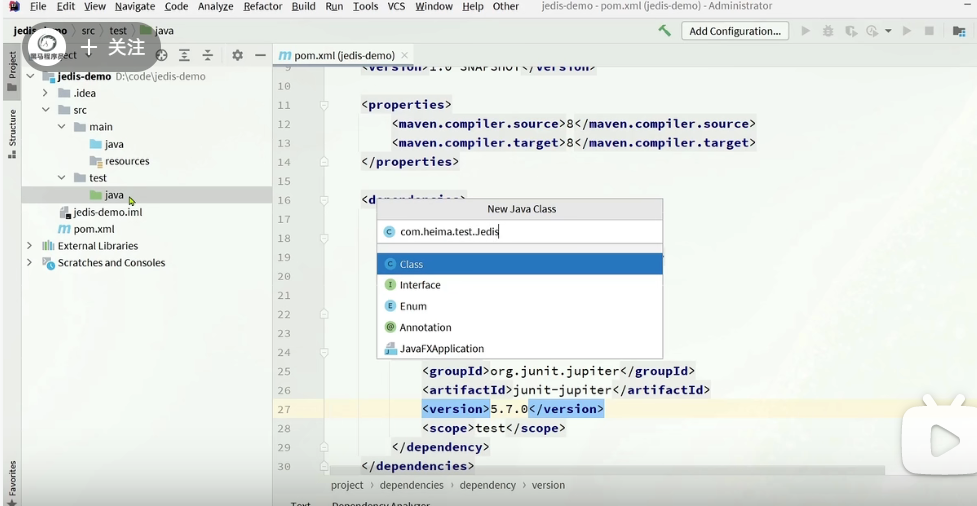 File Edit View Navigate Code Analyze Refactor Build Run Tools VCS Window Help Other jedis-demo - pom.xml (jedis-demo) - Administrator
src test java
Add Configuration...
关注
黑马程序员
pom.xml (jedis-demo)
Project
Structure
Favorites
jedis-demo D:\code\jedis-demo
.idea
src
main
java
resources
test
java
jedis-demo.iml
pom.xml
External Libraries
Scratches and Consoles
9 <version>1.0-SNAPSHOT</version>
10
11 <properties>
12 <maven.compiler.source>8</maven.compiler.source>
13 <maven.compiler.target>8</maven.compiler.target>
14 </properties>
15
16 <dependencies>
17
18
19
20
21
22
23
24
New Java Class
com.heima.test.Jedis
Class
Interface
Enum
Annotation
JavaFXApplication
25 <groupId>org.junit.jupiter</groupId>
26 <artifactId>junit-jupiter</artifactId>
27 <version>5.7.0</version>
28 <scope>test</scope>
29 </dependency>
30 </dependencies>
project dependencies dependency version
Text Dependency Analyzer